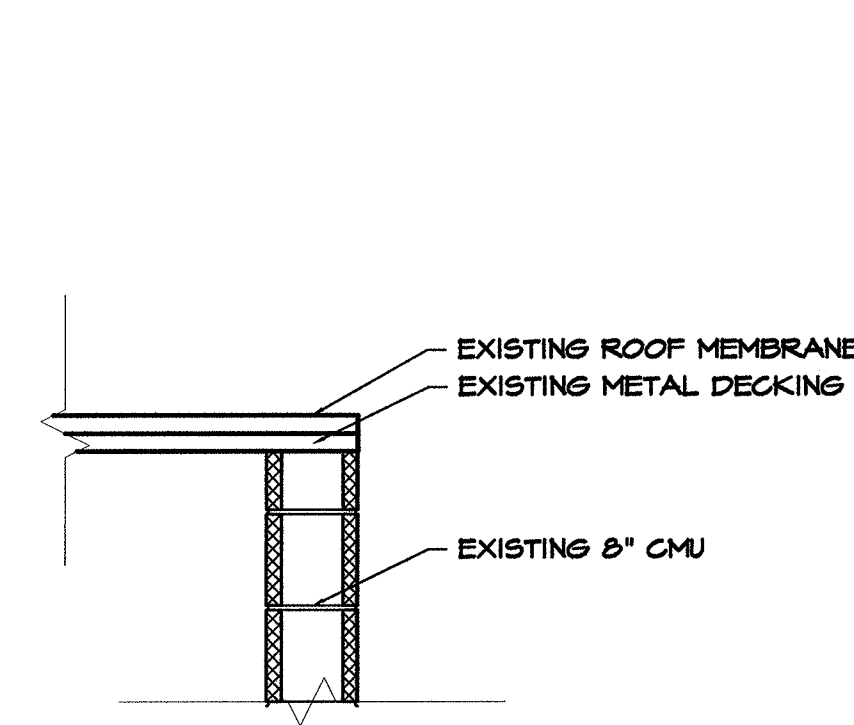 EXISTING ROOF MEMBRANE
EXISTING METAL DECKING
EXISTING 8" CMU